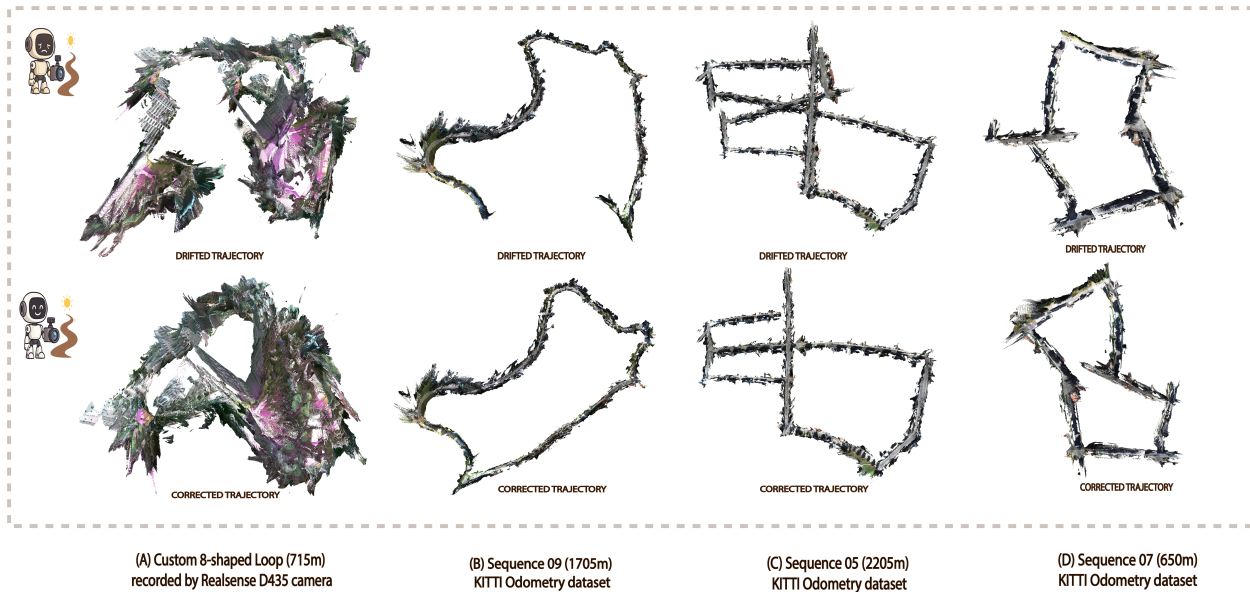 DRIFTED TRAJECTORY
DRIFTED TRAJECTORY
DRIFTED TRAJECTORY
DRIFTED TRAJECTORY
CORRECTED TRAJECTORY
CORRECTED TRAJECTORY
CORRECTED TRAJECTORY
CORRECTED TRAJECTORY
(A) Custom 8-shaped Loop (715m)
recorded by Realsense D435 camera
(B) Sequence 09 (1705m)
KITTI Odometry dataset
(C) Sequence 05 (2205m)
KITTI Odometry dataset
(D) Sequence 07 (650m)
KITTI Odometry dataset